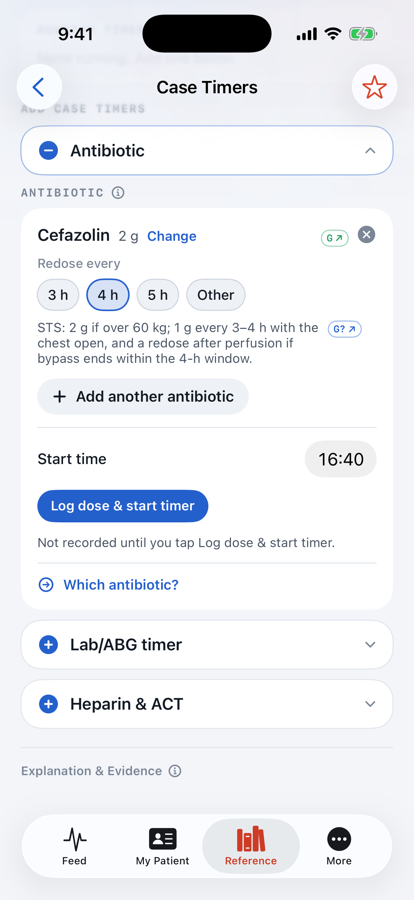 9:41
Case Timers
ADD CASE TIMERS
Antibiotic
ANTIBIOTIC
Cefazolin 2 g Change
G ↗
Redose every
3 h 4 h 5 h Other
STS: 2 g if over 60 kg; 1 g every 3–4 h with the
chest open, and a redose after perfusion if
bypass ends within the 4-h window.
G? ↗
+ Add another antibiotic
Start time 16:40
Log dose & start timer
Not recorded until you tap Log dose & start timer.
Which antibiotic?
Lab/ABG timer
Heparin & ACT
Explanation & Evidence
Feed My Patient Reference More